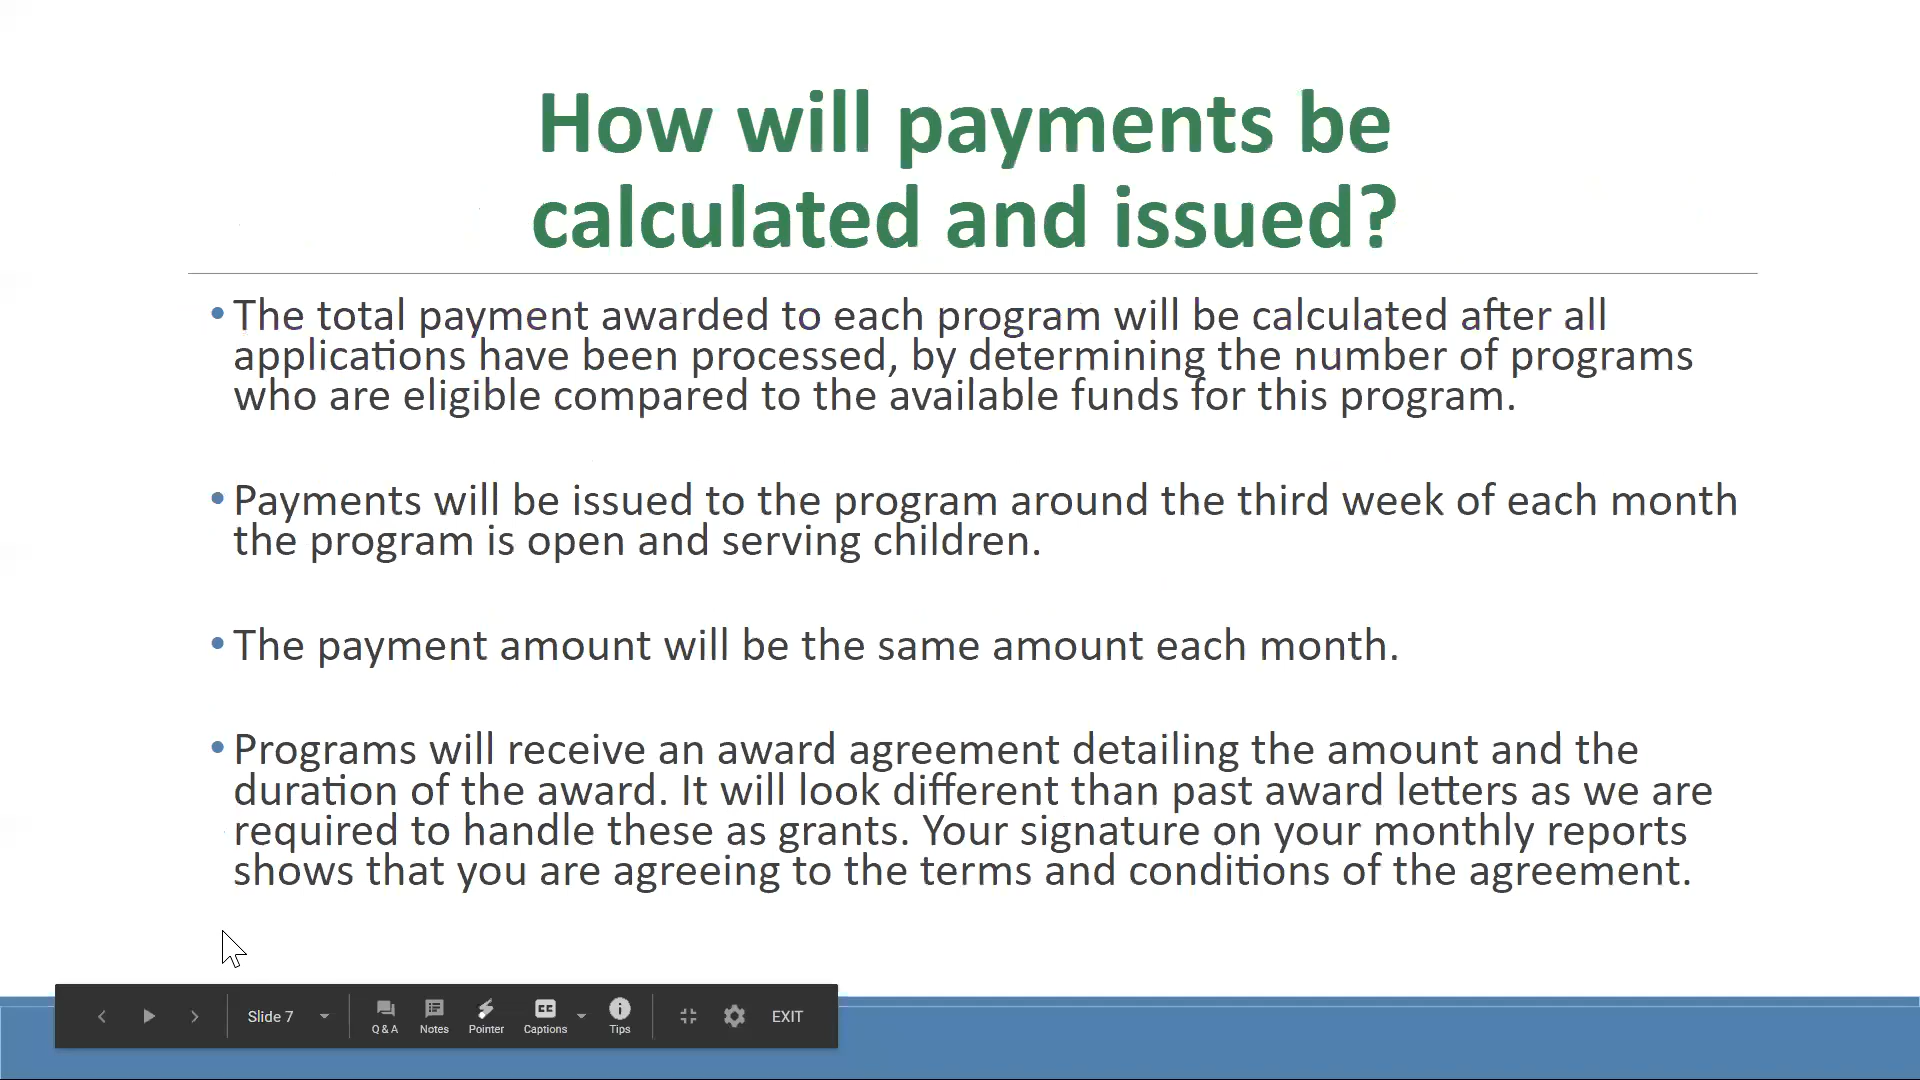 How will payments be
calculated and issued?
• The total payment awarded to each program will be calculated after all
applications have been processed, by determining the number of programs
who are eligible compared to the available funds for this program.
• Payments will be issued to the program around the third week of each month
the program is open and serving children.
• The payment amount will be the same amount each month.
• Programs will receive an award agreement detailing the amount and the
duration of the award. It will look different than past award letters as we are
required to handle these as grants. Your signature on your monthly reports
shows that you are agreeing to the terms and conditions of the agreement.
Slide 7 Q & A Notes Pointer CC Captions Tips EXIT